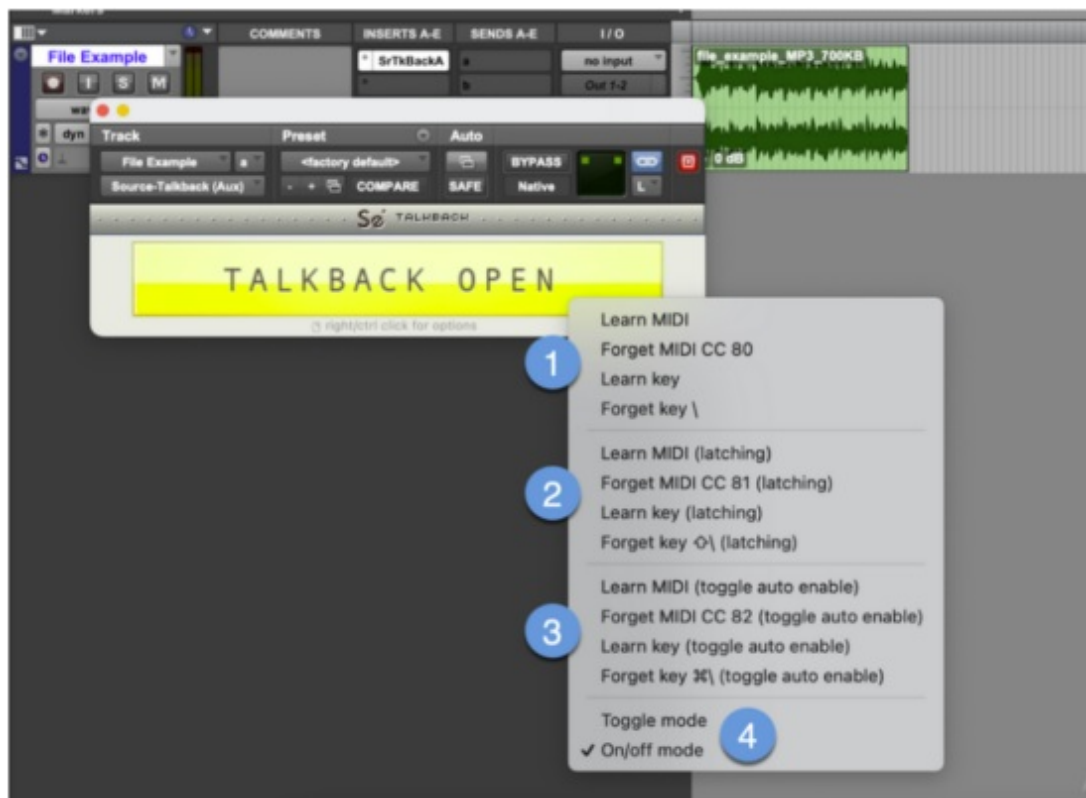 COMMENTS INSERTS A-E SENDS A-E I / O
File Example SrTkBackA a no input
I S M b Out 1-2
file_example_MP3_700KB
0 dB
dyn
Track Preset Auto
File Example a <factory default> BYPASS
Source-Talkback (Aux) - + COMPARE SAFE Native L
So TALKBACK
TALKBACK OPEN
right/ctrl click for options
1
Learn MIDI
Forget MIDI CC 80
Learn key
Forget key \
2
Learn MIDI (latching)
Forget MIDI CC 81 (latching)
Learn key (latching)
Forget key ⇧\ (latching)
3
Learn MIDI (toggle auto enable)
Forget MIDI CC 82 (toggle auto enable)
Learn key (toggle auto enable)
Forget key ⌘\ (toggle auto enable)
4
Toggle mode
✓ On/off mode